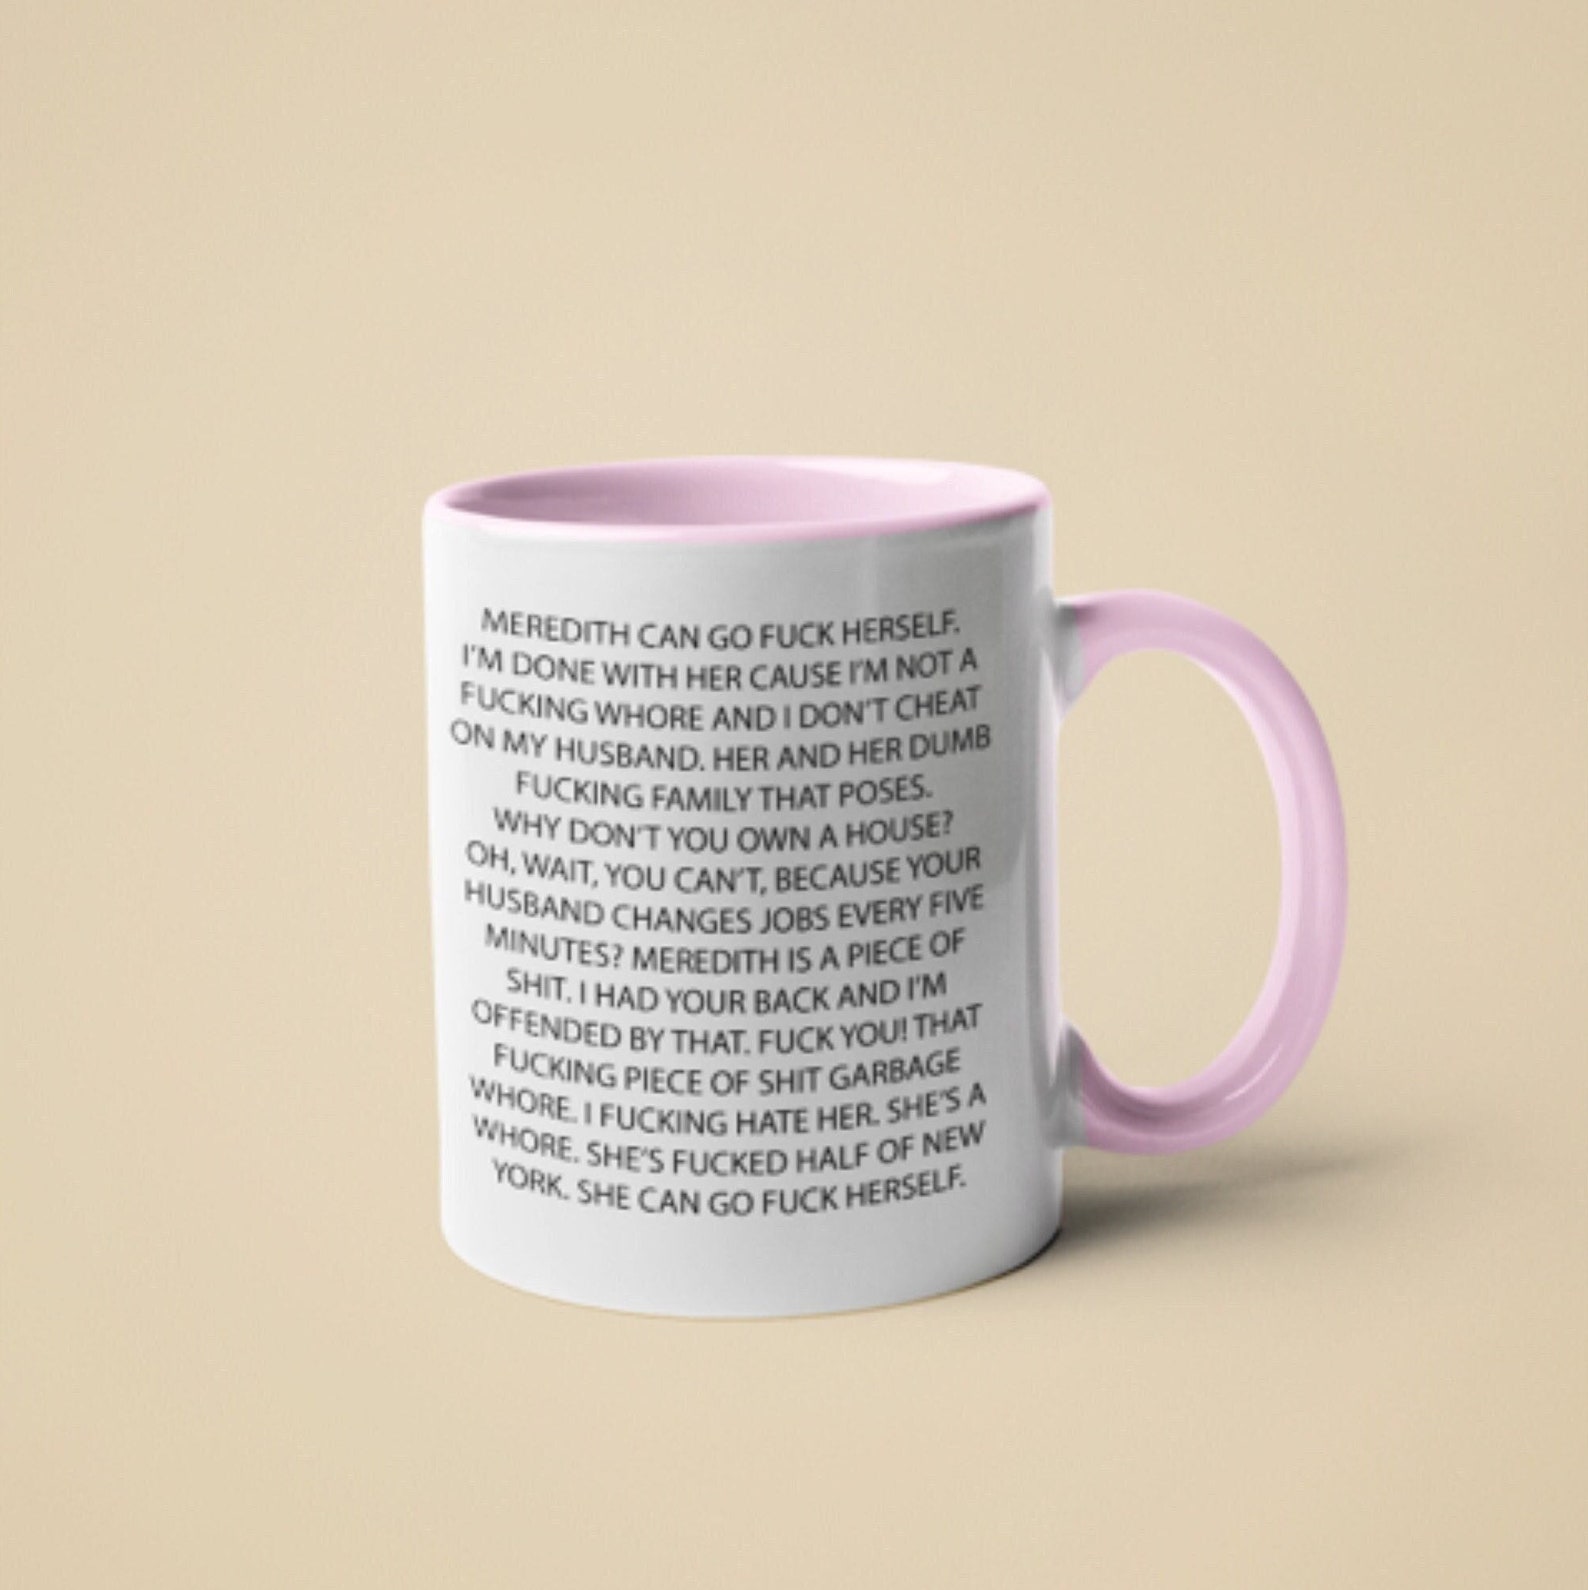 MEREDITH CAN GO FUCK HERSELF.
I'M DONE WITH HER CAUSE I'M NOT A
FUCKING WHORE AND I DON'T CHEAT
ON MY HUSBAND. HER AND HER DUMB
FUCKING FAMILY THAT POSES.
WHY DON'T YOU OWN A HOUSE?
OH, WAIT, YOU CAN'T, BECAUSE YOUR
HUSBAND CHANGES JOBS EVERY FIVE
MINUTES? MEREDITH IS A PIECE OF
SHIT. I HAD YOUR BACK AND I'M
OFFENDED BY THAT. FUCK YOU! THAT
FUCKING PIECE OF SHIT GARBAGE
WHORE. I FUCKING HATE HER. SHE'S A
WHORE. SHE'S FUCKED HALF OF NEW
YORK. SHE CAN GO FUCK HERSELF.